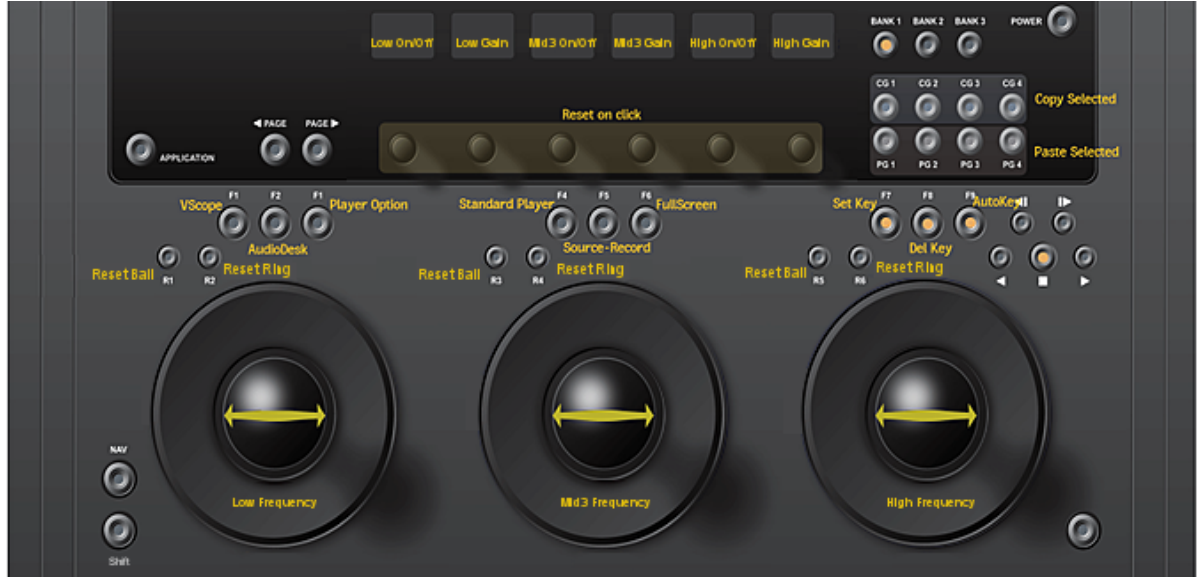 BANK 1 BANK 2 BANK 3 POWER
Low On/Off Low Gain Mid3 On/Off Mid3 Gain High On/Off High Gain
CG 1 CG 2 CG 3 CG 4
Copy Selected
Reset on click
◀ PAGE PAGE ▶
APPLICATION
Paste Selected
PG 1 PG 2 PG 3 PG 4
F1 F2 F1 F4 F5 F6 F7 F8 F9
VScope Player Option Standard Player FullScreen Set Key AutoKey
AudioDesk Source-Record Del Key
Reset Ball Reset Ring Reset Ball Reset Ring Reset Ball Reset Ring
R1 R2 R3 R4 R5 R6
NAV
Low Frequency Mid3 Frequency High Frequency
Shift